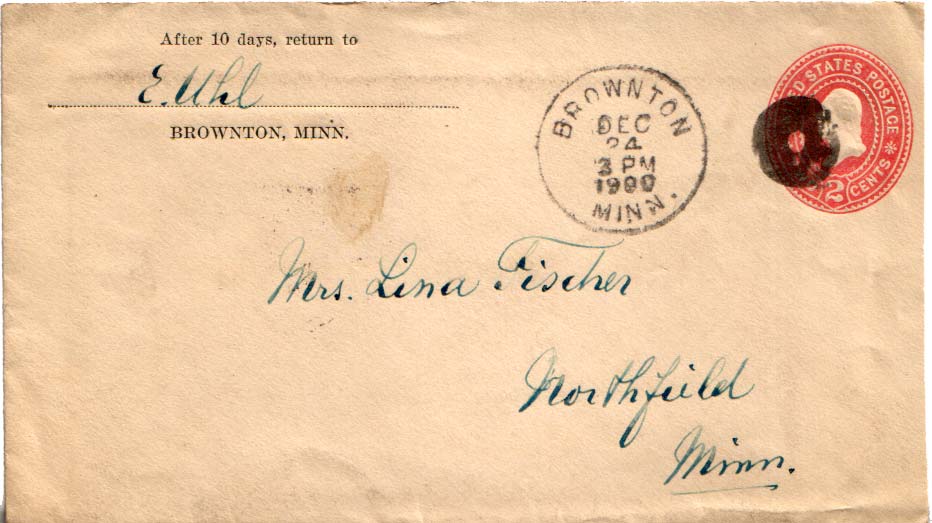 After 10 days, return to
E. Uhl
BROWNTON, MINN.
BROWNTON
DEC
24
3 PM
1900
MINN.
D STATES POSTAGE
2 CENTS
Mrs. Lina Fischer
Northfield
Minn.